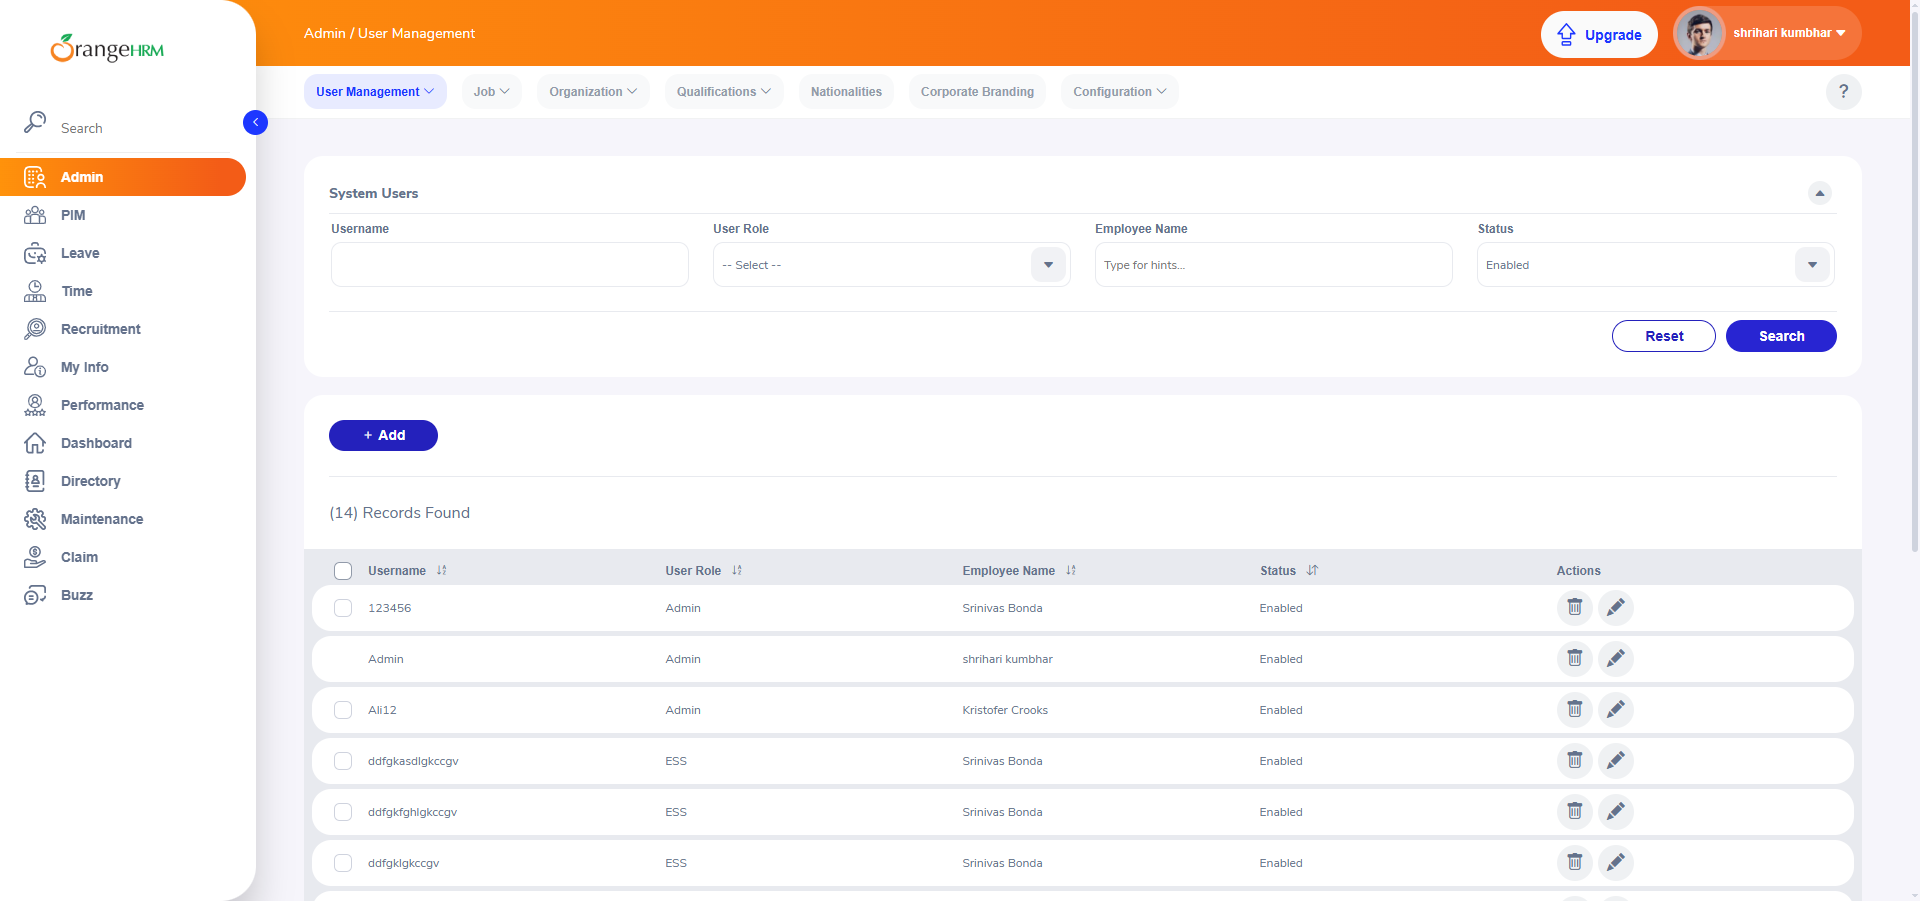 OrangeHRM
Admin / User Management
Upgrade
shrihari kumbhar
Search
User Management
Job
Organization
Qualifications
Nationalities
Corporate Branding
Configuration
?
Admin
PIM
Leave
Time
Recruitment
My Info
Performance
Dashboard
Directory
Maintenance
Claim
Buzz
System Users
Username
User Role
Employee Name
Status
-- Select --
Type for hints...
Enabled
Reset
Search
+ Add
(14) Records Found
Username User Role Employee Name Status Actions
123456 Admin Srinivas Bonda Enabled
Admin Admin shrihari kumbhar Enabled
Ali12 Admin Kristofer Crooks Enabled
ddfgkasdlgkccgv ESS Srinivas Bonda Enabled
ddfgkfghlgkccgv ESS Srinivas Bonda Enabled
ddfgklgkccgv ESS Srinivas Bonda Enabled